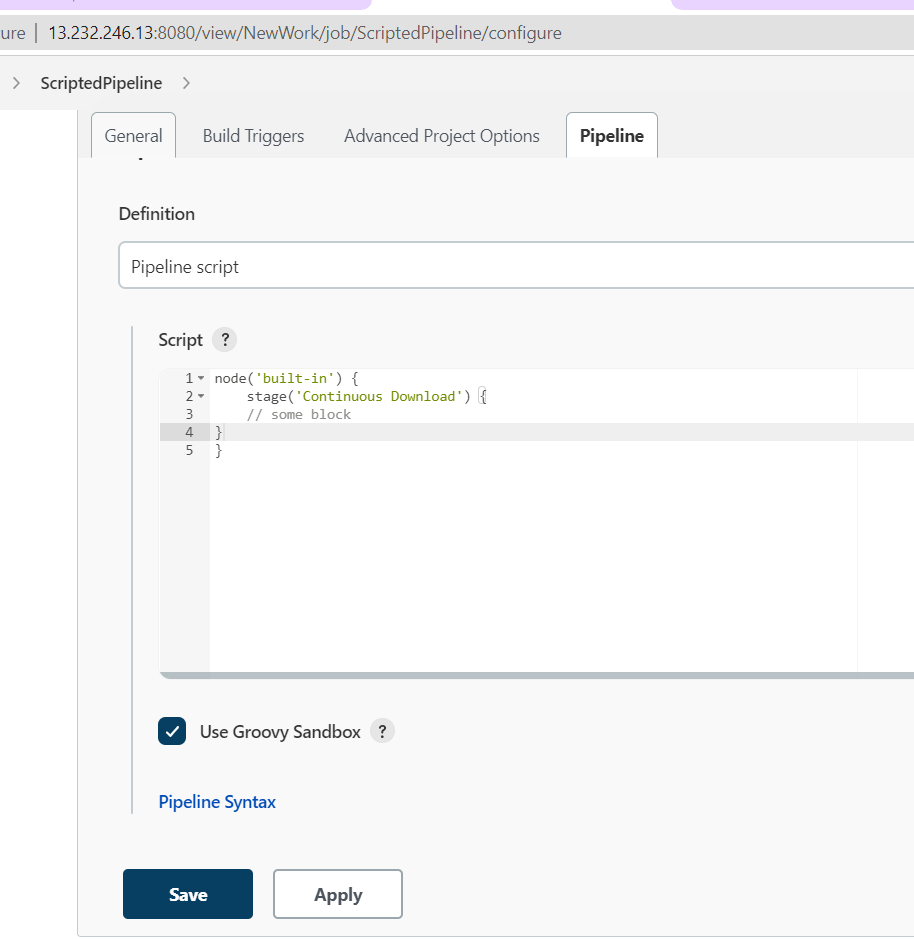 ure | 13.232.246.13:8080/view/NewWork/job/ScriptedPipeline/configure
> ScriptedPipeline >
General Build Triggers Advanced Project Options Pipeline
Definition
Pipeline script
Script ?
1 node('built-in') {
2 stage('Continuous Download') {
3 // some block
4 }
5 }
Use Groovy Sandbox ?
Pipeline Syntax
Save Apply